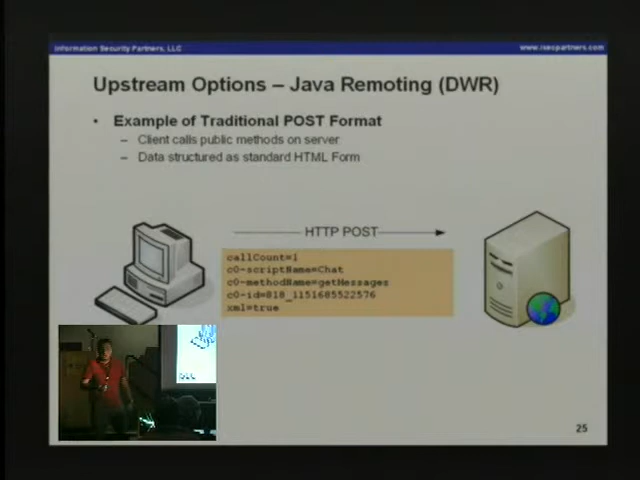 Information Security Partners, LLC
www.isecpartners.com
Upstream Options – Java Remoting (DWR)
• Example of Traditional POST Format
– Client calls public methods on server
– Data structured as standard HTML Form
HTTP POST
callCount=1
c0-scriptName=Chat
c0-methodName=getMessages
c0-id=818_1151685522576
xml=true
25